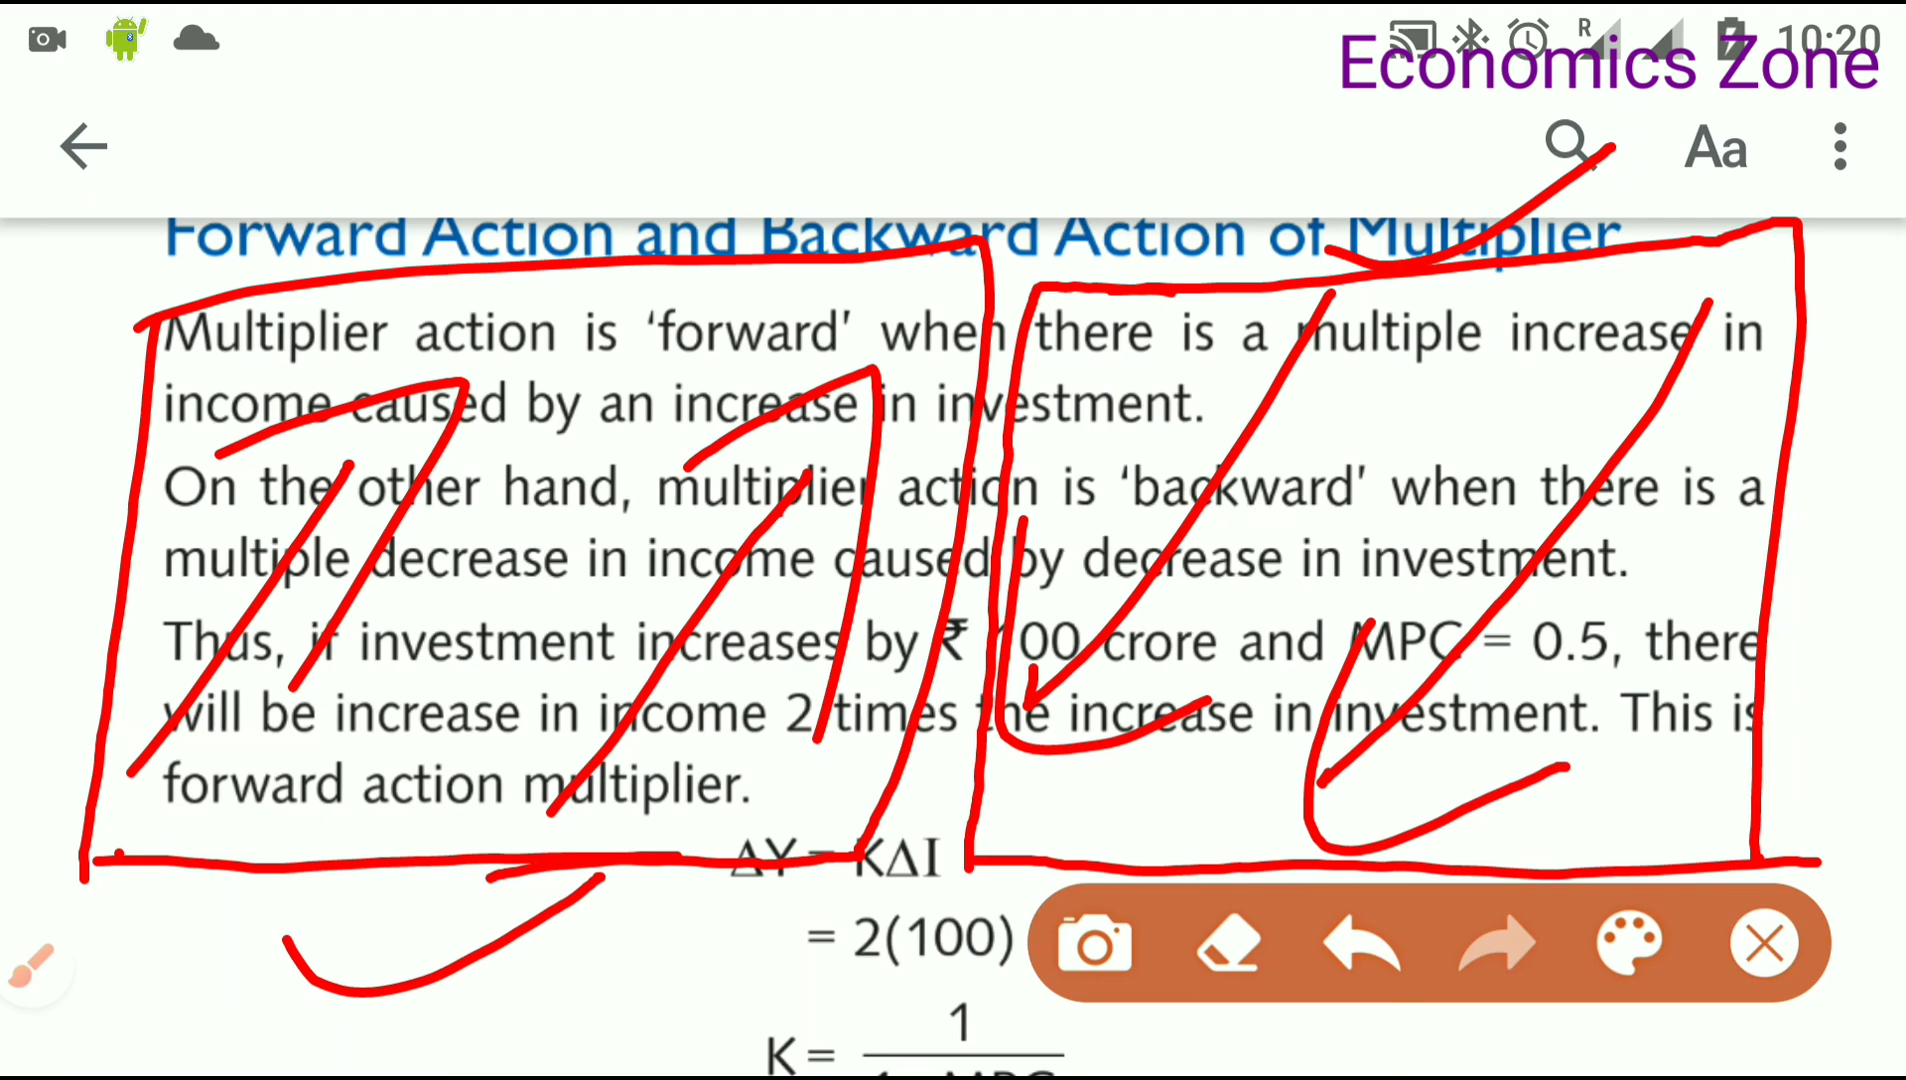 R
10:20
Economics Zone
Aa
Forward Action and Backward Action of Multiplier
Multiplier action is ‘forward’ when there is a multiple increase in
income caused by an increase in investment.
On the other hand, multiplier action is ‘backward’ when there is a
multiple decrease in income caused by decrease in investment.
Thus, if investment increases by ₹ 100 crore and MPC = 0.5, there
will be increase in income 2 times the increase in investment. This is
forward action multiplier.
ΔY = KΔI
= 2(100)
K = 1
1 - MPC